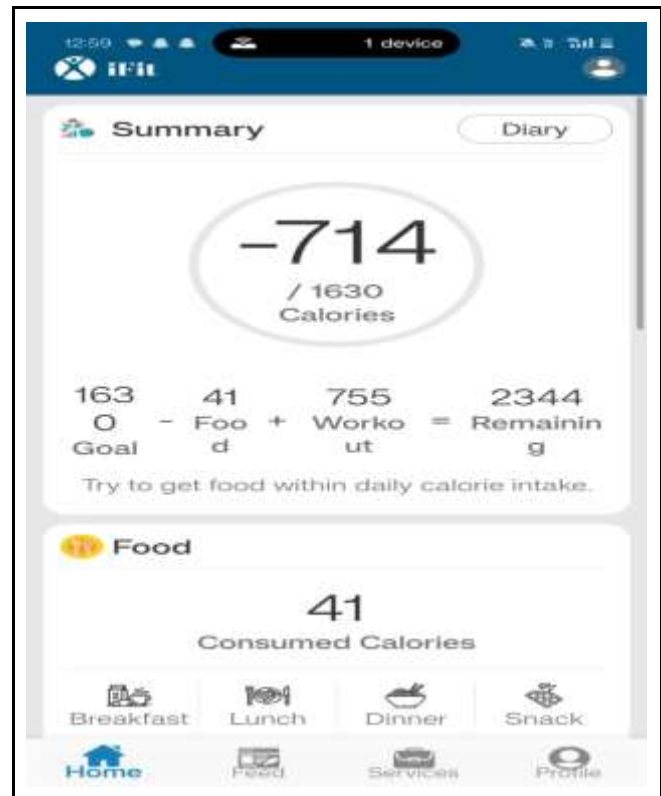 12:59 1 device
iFit
Summary Diary
-714
/ 1630
Calories
163 41 755 2344
0 - Foo + Worko = Remainin
Goal d ut g
Try to get food within daily calorie intake.
Food
41
Consumed Calories
Breakfast Lunch Dinner Snack
Home Feed Services Profile